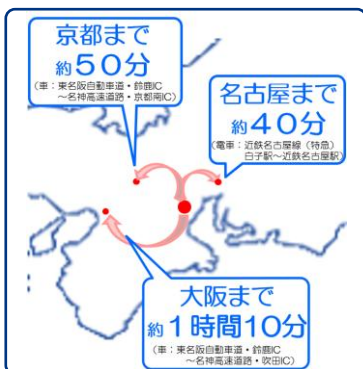 京都まで
約50分
(車：東名阪自動車道・鈴鹿IC
～名神高速道路・京都南IC)
名古屋まで
約40分
(電車：近鉄名古屋線（特急）
白子駅～近鉄名古屋駅)
大阪まで
約1時間10分
(車：東名阪自動車道・鈴鹿IC
～名神高速道路・吹田IC)